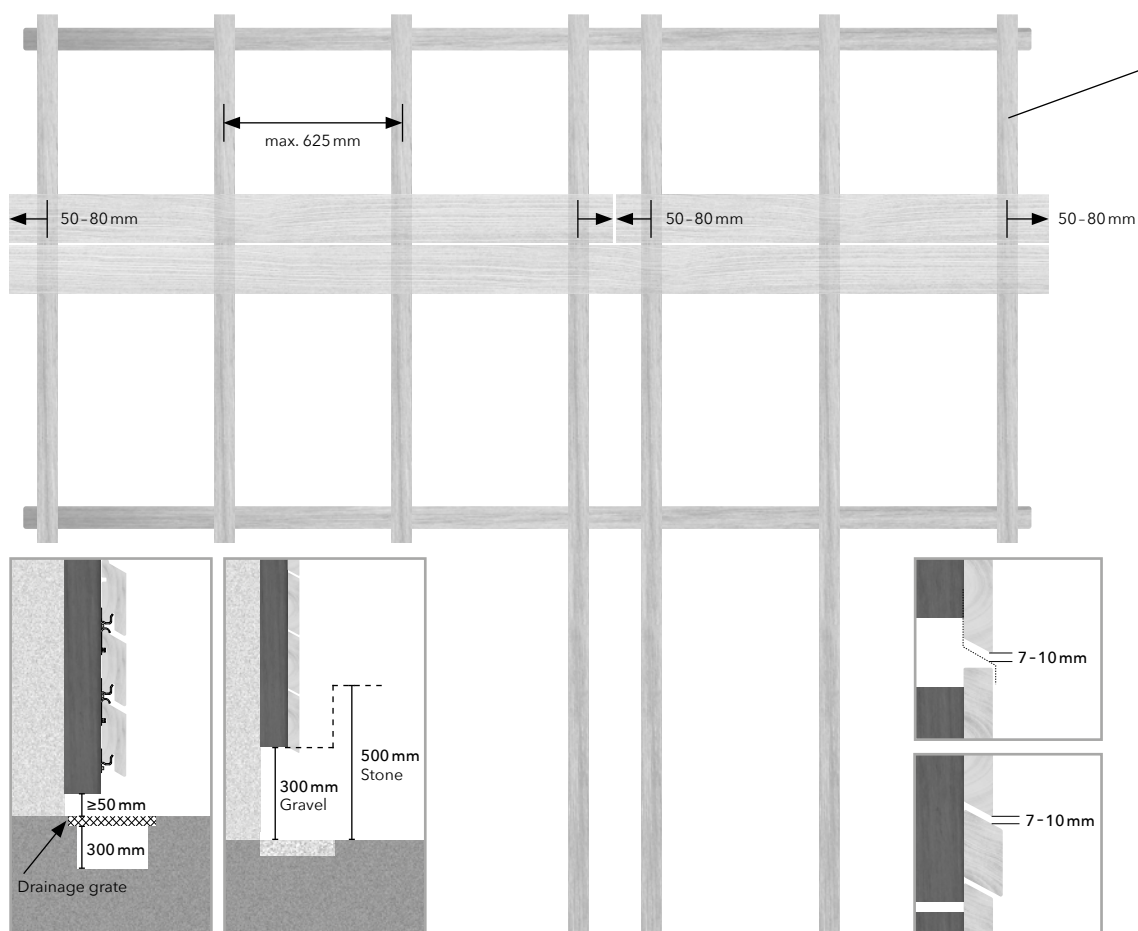 max. 625 mm
50 – 80 mm
50 – 80 mm
50 – 80 mm
≥50 mm
300 mm
Drainage grate
300 mm
Gravel
500 mm
Stone
7 – 10 mm
7 – 10 mm